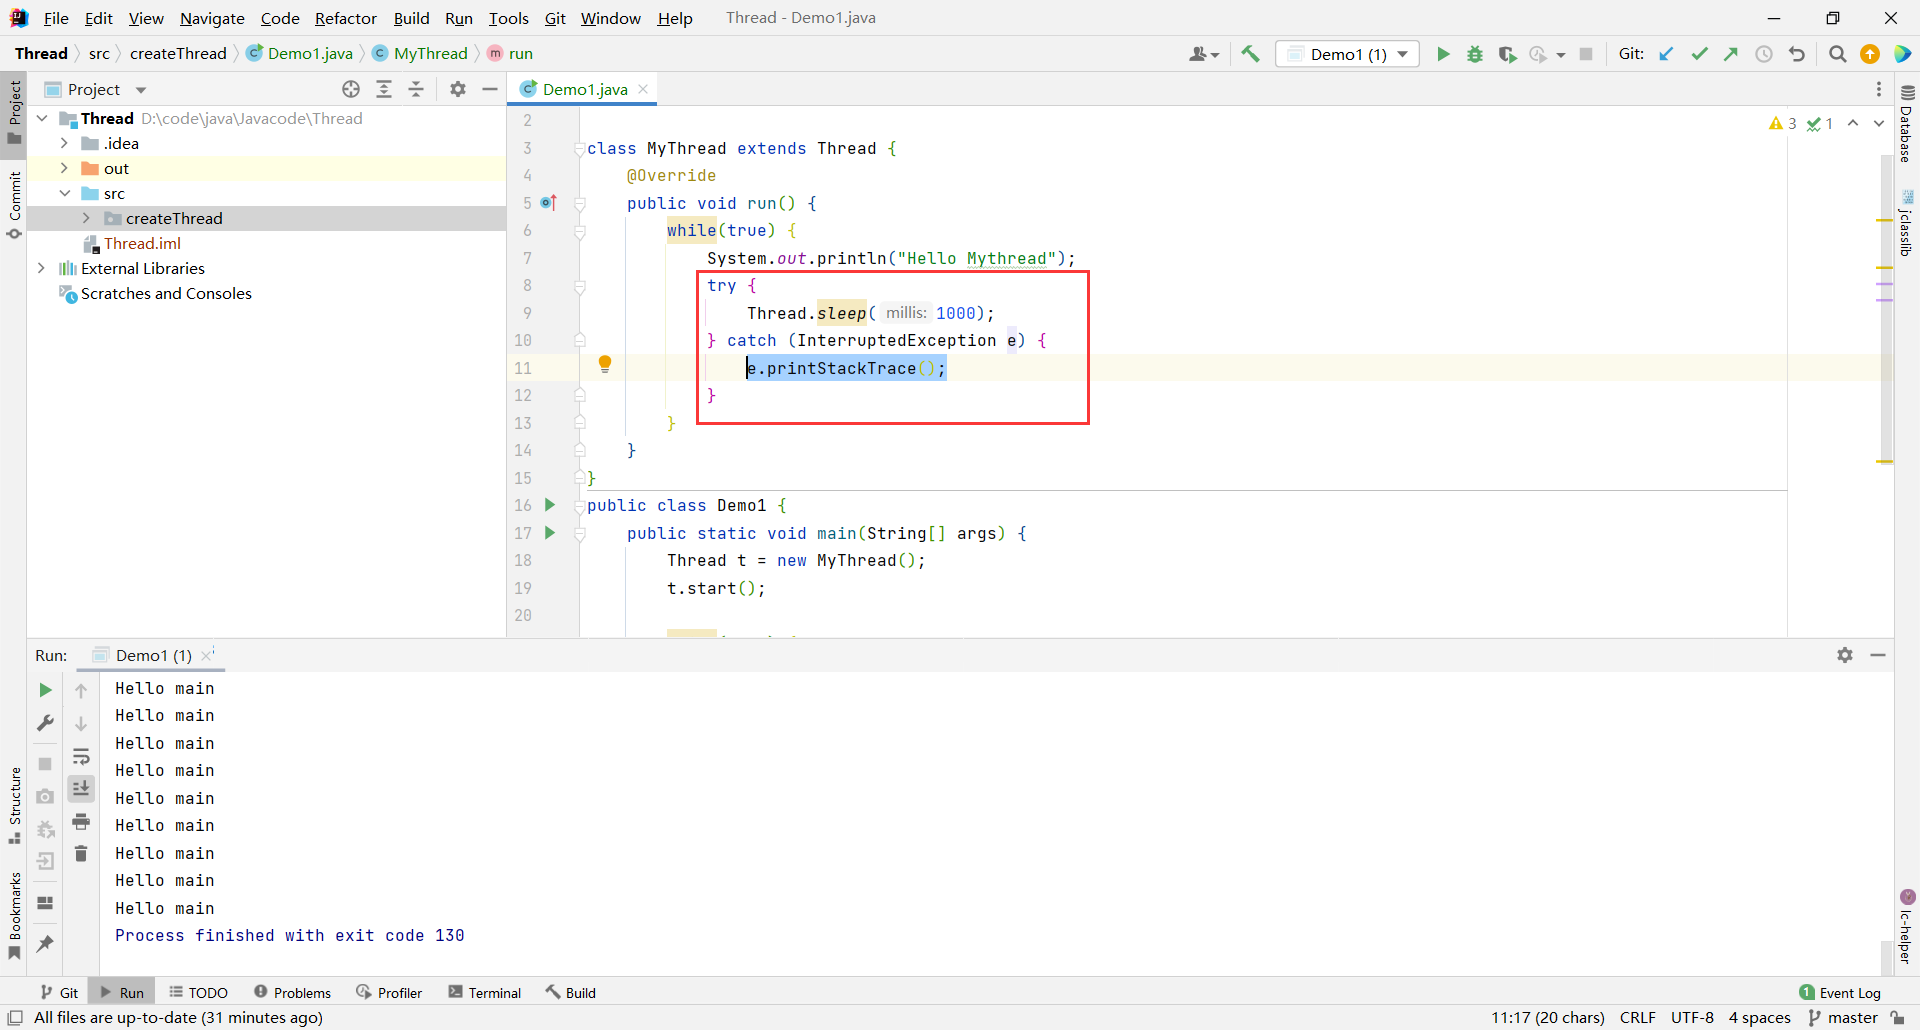 File Edit View Navigate Code Refactor Build Run Tools Git Window Help Thread - Demo1.java
Thread src createThread Demo1.java MyThread run
Demo1 (1) Git:
Project
Demo1.java
Thread D:\code\java\Javacode\Thread
.idea
out
src
createThread
Thread.iml
External Libraries
Scratches and Consoles
Project
Commit
Structure
Bookmarks
3 1
2
3 class MyThread extends Thread {
4 @Override
5 public void run() {
6 while(true) {
7 System.out.println("Hello Mythread");
8 try {
9 Thread.sleep( millis: 1000);
10 } catch (InterruptedException e) {
11 e.printStackTrace();
12 }
13 }
14 }
15 }
16 public class Demo1 {
17 public static void main(String[] args) {
18 Thread t = new MyThread();
19 t.start();
20
Database
jclasslib
lc-helper
Run: Demo1 (1)
Hello main
Hello main
Hello main
Hello main
Hello main
Hello main
Hello main
Hello main
Hello main
Process finished with exit code 130
Git Run TODO Problems Profiler Terminal Build 1 Event Log
All files are up-to-date (31 minutes ago) 11:17 (20 chars) CRLF UTF-8 4 spaces master